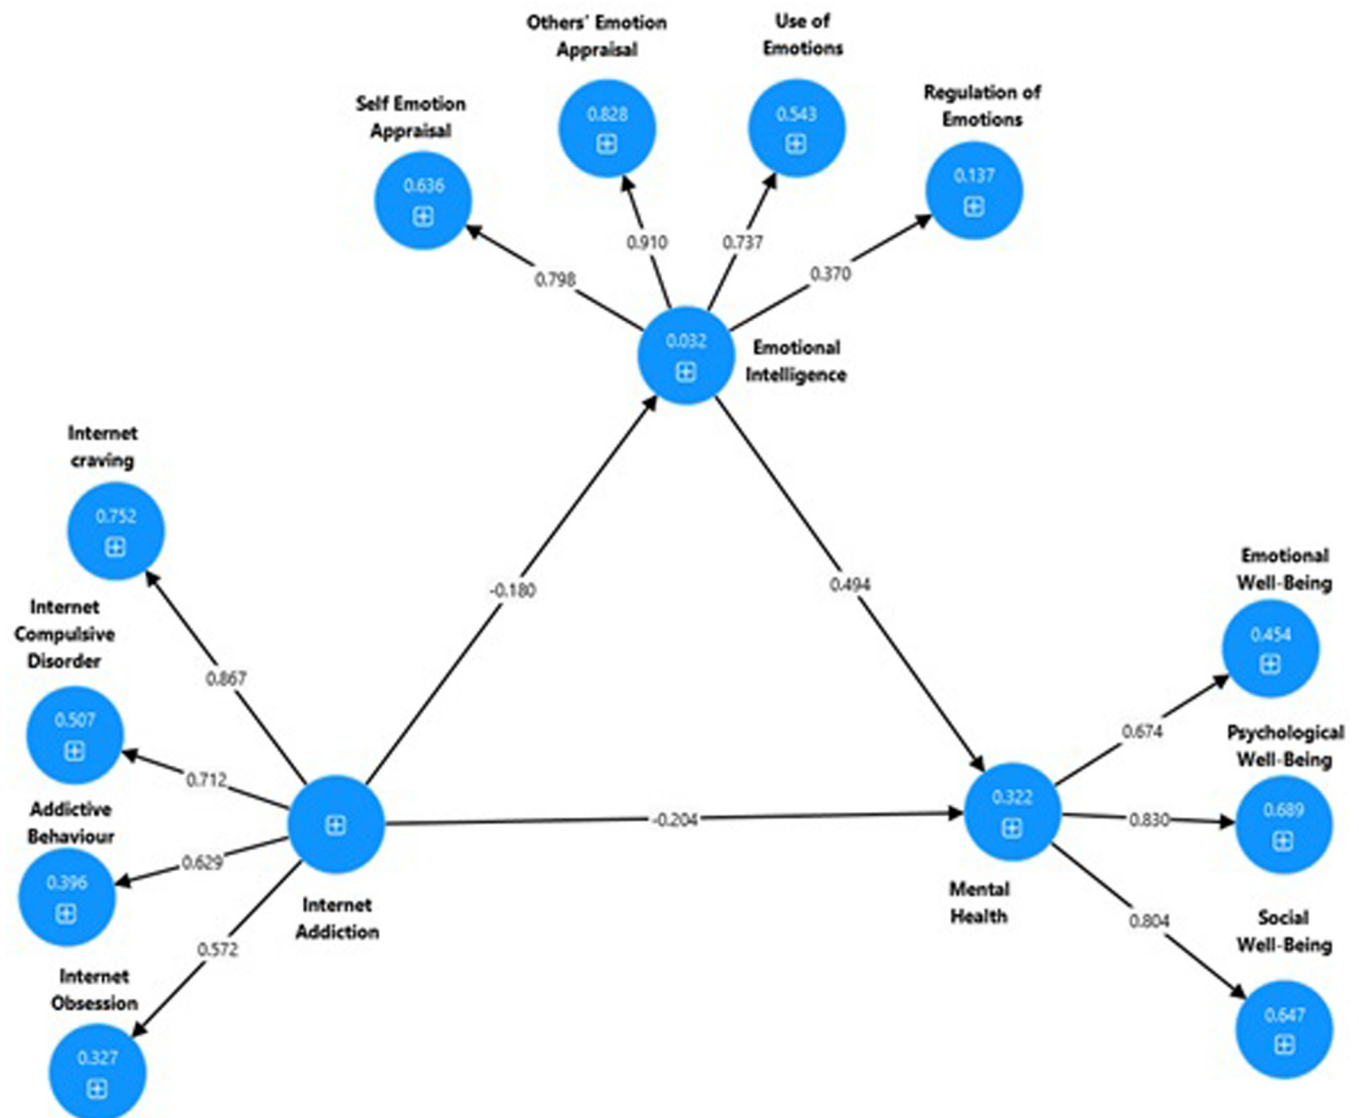 Others' Emotion
Appraisal
Use of
Emotions
Self Emotion
Appraisal
Regulation of
Emotions
0.828
0.543
0.636
0.137
0.910
0.737
0.798
0.370
0.032
Emotional
Intelligence
Internet
craving
0.752
-0.180
0.494
Emotional
Well-Being
0.454
Internet
Compulsive
Disorder
0.867
0.507
0.712
0.674
Psychological
Well-Being
Addictive
Behaviour
0.396
0.629
-0.204
0.322
0.830
0.689
Internet
Addiction
Mental
Health
0.572
0.804
Social
Well-Being
Internet
Obsession
0.327
0.647